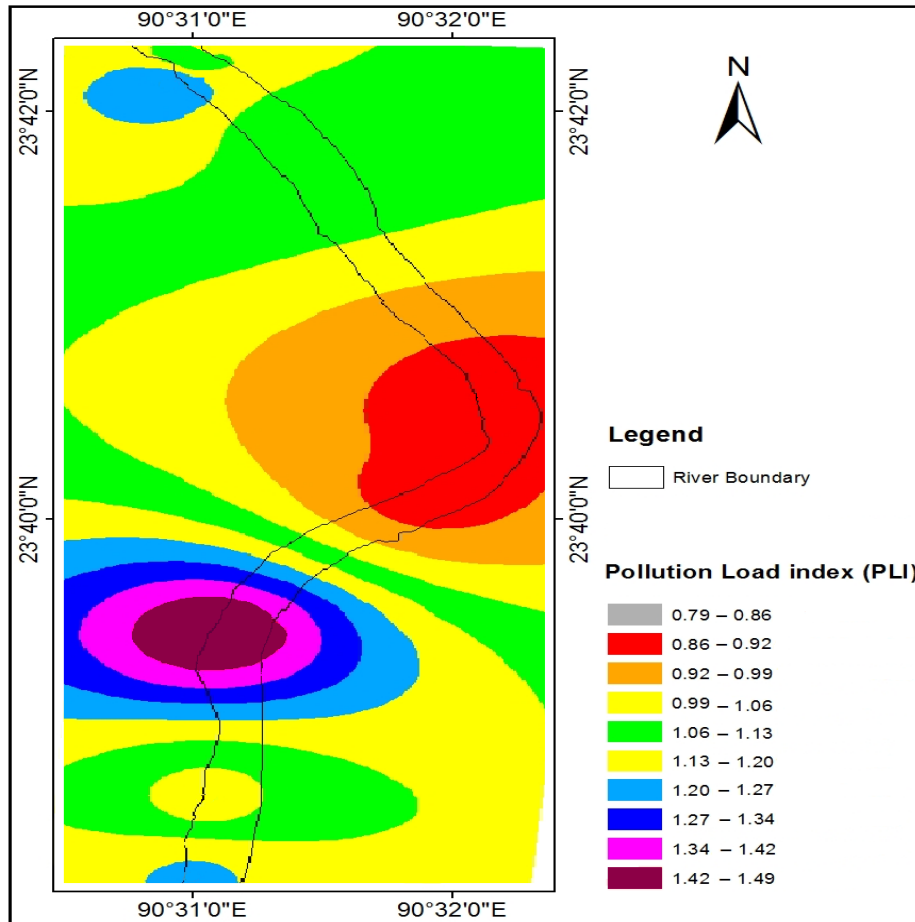 90°31'0"E 90°32'0"E
N
23°42'0"N 23°42'0"N
Legend
River Boundary
23°40'0"N 23°40'0"N
Pollution Load index (PLI)
0.79 – 0.86
0.86 – 0.92
0.92 – 0.99
0.99 – 1.06
1.06 – 1.13
1.13 – 1.20
1.20 – 1.27
1.27 – 1.34
1.34 – 1.42
1.42 – 1.49
90°31'0"E 90°32'0"E